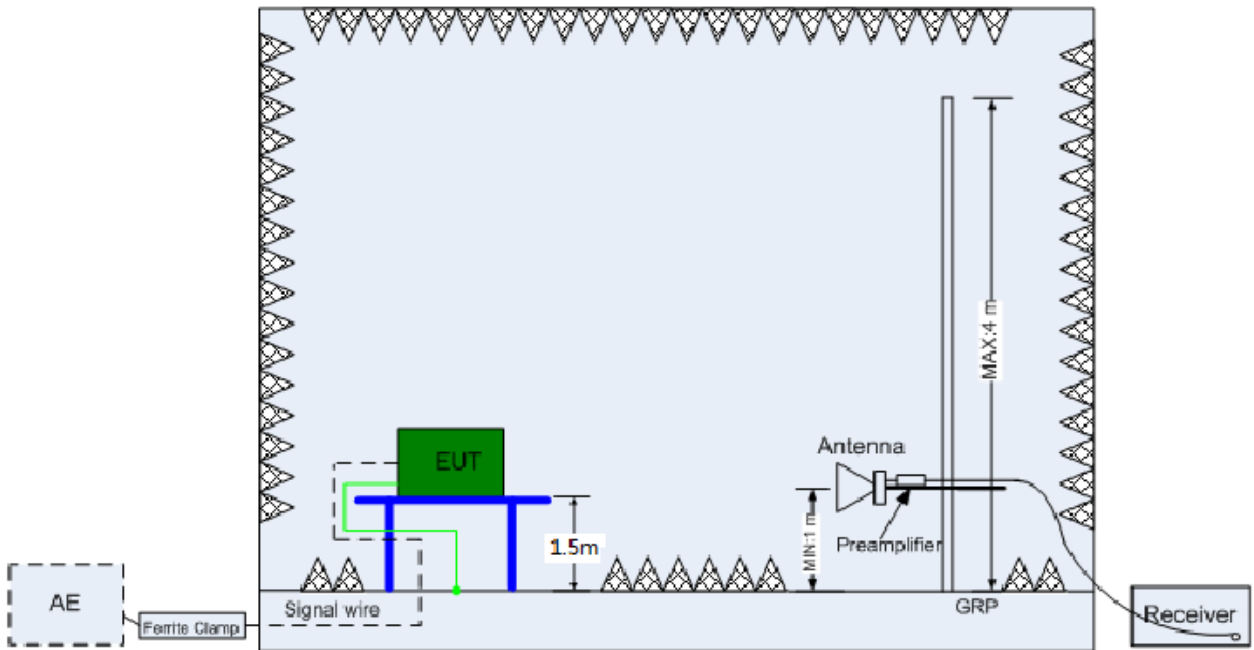 MAX:4 m
Antenna
EUT
MIN:1 m
1.5m
Preamplifier
AE
Signal wire
GRP
Ferrite Clamp
Receiver